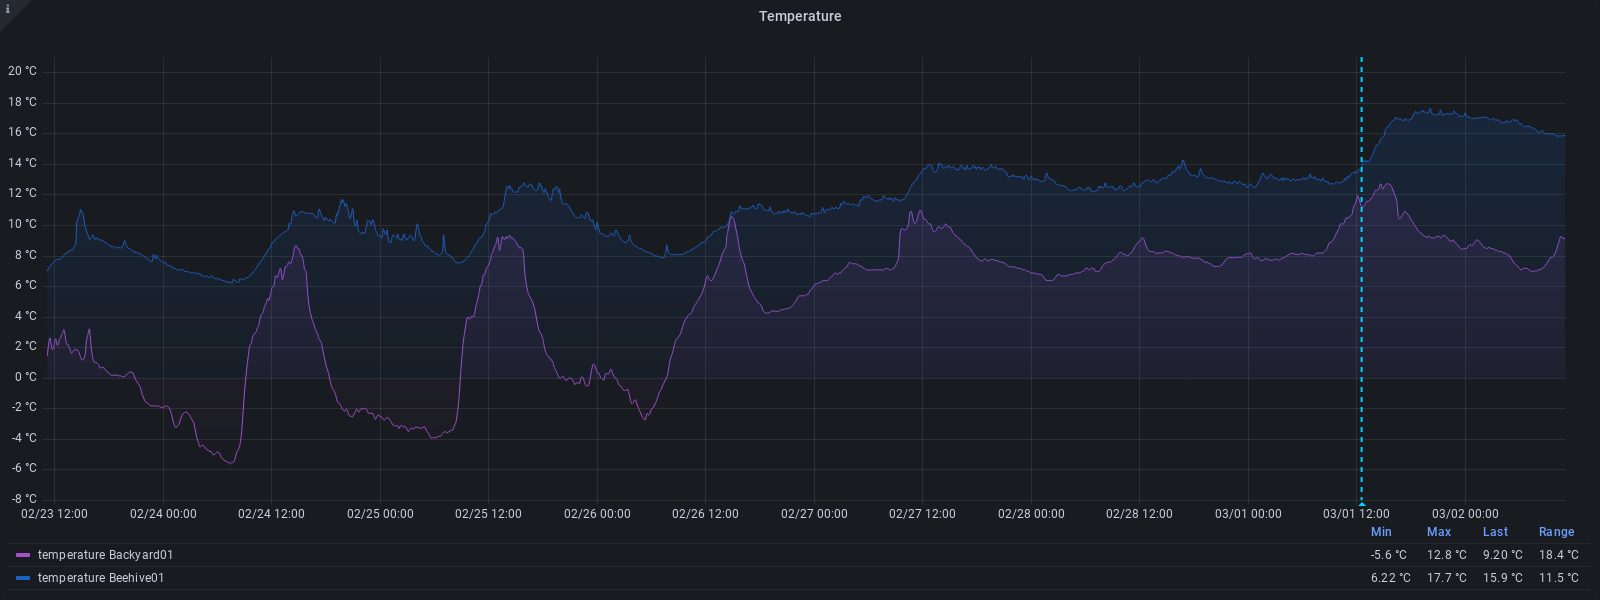 i
Temperature
20 °C
18 °C
16 °C
14 °C
12 °C
10 °C
8 °C
6 °C
4 °C
2 °C
0 °C
-2 °C
-4 °C
-6 °C
-8 °C
02/23 12:00 02/24 00:00 02/24 12:00 02/25 00:00 02/25 12:00 02/26 00:00 02/26 12:00 02/27 00:00 02/27 12:00 02/28 00:00 02/28 12:00 03/01 00:00 03/01 12:00 03/02 00:00
Min Max Last Range
temperature Backyard01 -5.6 °C 12.8 °C 9.20 °C 18.4 °C
temperature Beehive01 6.22 °C 17.7 °C 15.9 °C 11.5 °C